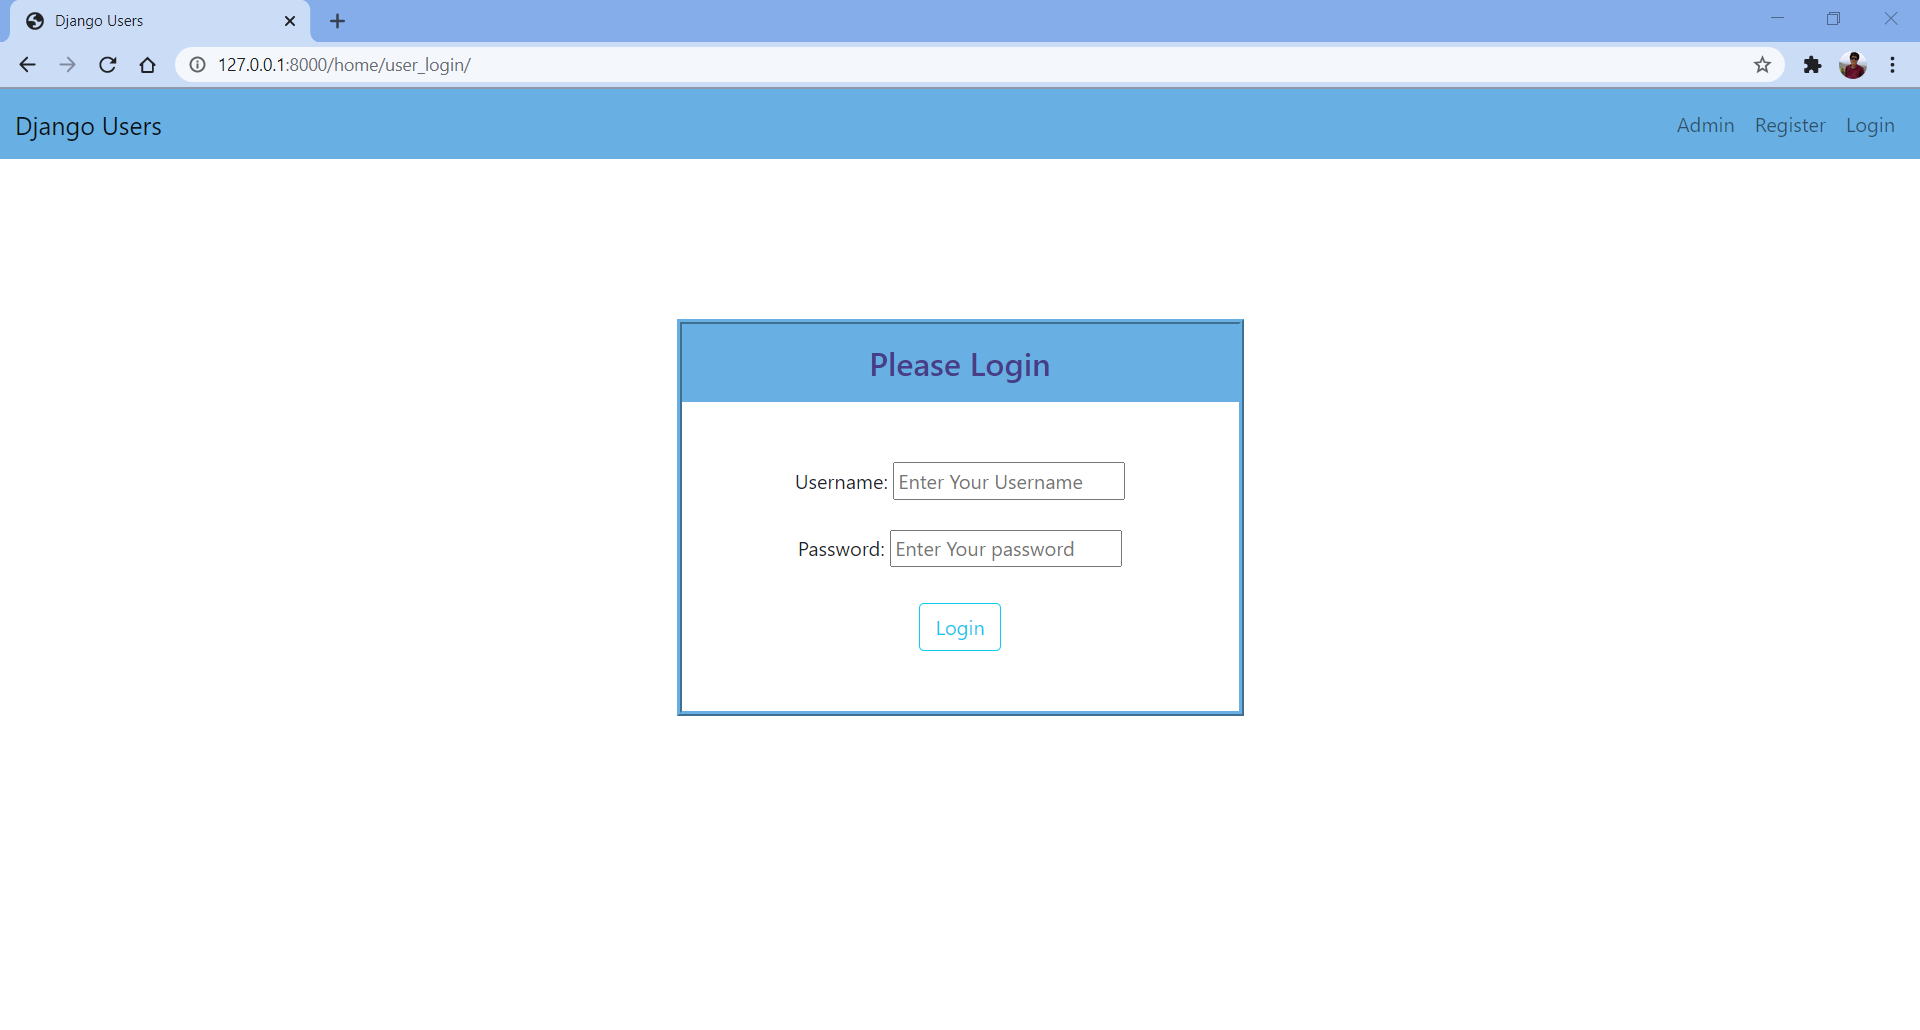 Django Users
127.0.0.1:8000/home/user_login/
Django Users Admin Register Login
Please Login
Username: Enter Your Username
Password: Enter Your password
Login